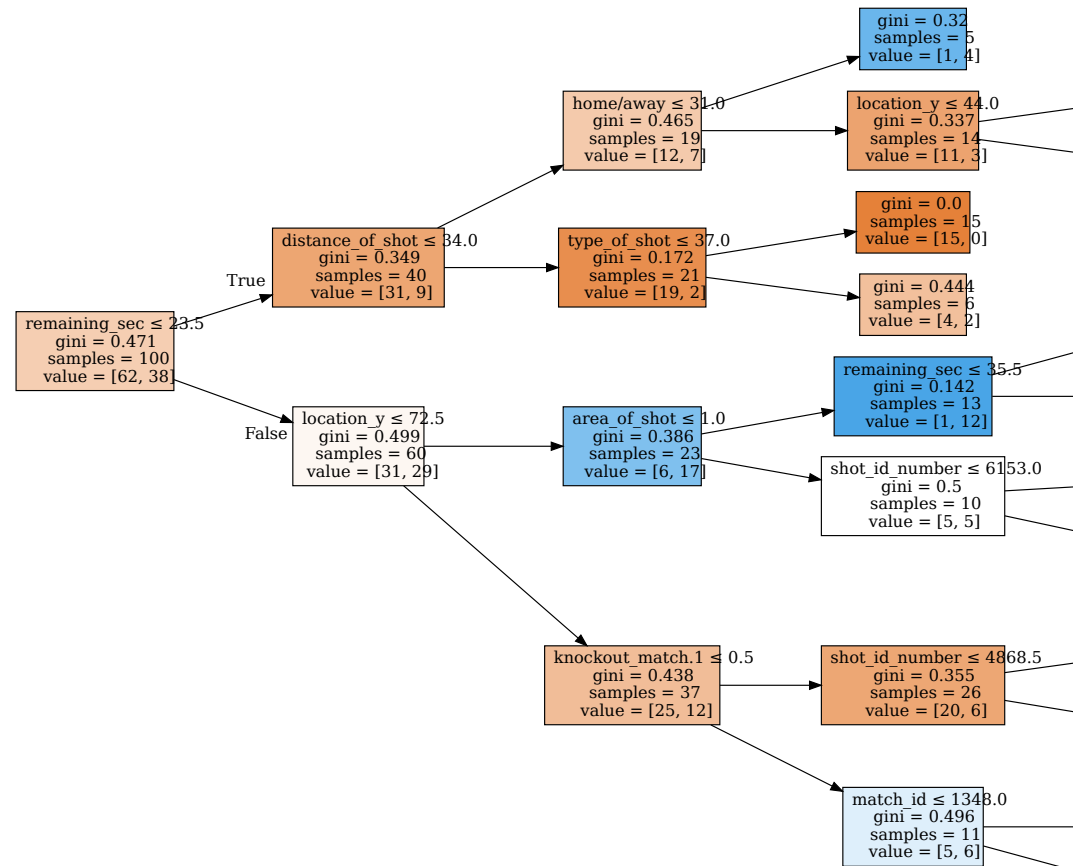 gini = 0.32
samples = 5
value = [1, 4]
home/away ≤ 31.0
gini = 0.465
samples = 19
value = [12, 7]
location_y ≤ 44.0
gini = 0.337
samples = 14
value = [11, 3]
distance_of_shot ≤ 34.0
gini = 0.349
samples = 40
value = [31, 9]
type_of_shot ≤ 37.0
gini = 0.172
samples = 21
value = [19, 2]
gini = 0.0
samples = 15
value = [15, 0]
gini = 0.444
samples = 6
value = [4, 2]
True
remaining_sec ≤ 23.5
gini = 0.471
samples = 100
value = [62, 38]
False
location_y ≤ 72.5
gini = 0.499
samples = 60
value = [31, 29]
area_of_shot ≤ 1.0
gini = 0.386
samples = 23
value = [6, 17]
remaining_sec ≤ 35.5
gini = 0.142
samples = 13
value = [1, 12]
shot_id_number ≤ 6153.0
gini = 0.5
samples = 10
value = [5, 5]
knockout_match.1 ≤ 0.5
gini = 0.438
samples = 37
value = [25, 12]
shot_id_number ≤ 4868.5
gini = 0.355
samples = 26
value = [20, 6]
match_id ≤ 1348.0
gini = 0.496
samples = 11
value = [5, 6]